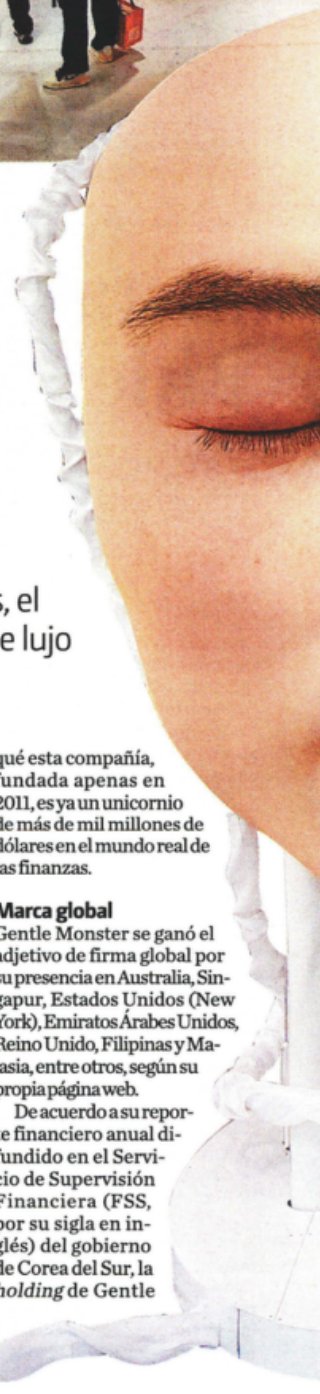 s, el
e lujo
qué esta compañía,
fundada apenas en
2011, es ya un unicornio
de más de mil millones de
dólares en el mundo real de
as finanzas.
Marca global
Gentle Monster se ganó el
adjetivo de firma global por
su presencia en Australia, Sin-
gapur, Estados Unidos (New
York), Emiratos Árabes Unidos,
Reino Unido, Filipinas y Ma-
asia, entre otros, según su
propia página web.
De acuerdo a su repor-
te financiero anual di-
fundido en el Servi-
cio de Supervisión
Financiera (FSS,
por su sigla en in-
glés) del gobierno
de Corea del Sur, la
holding de Gentle